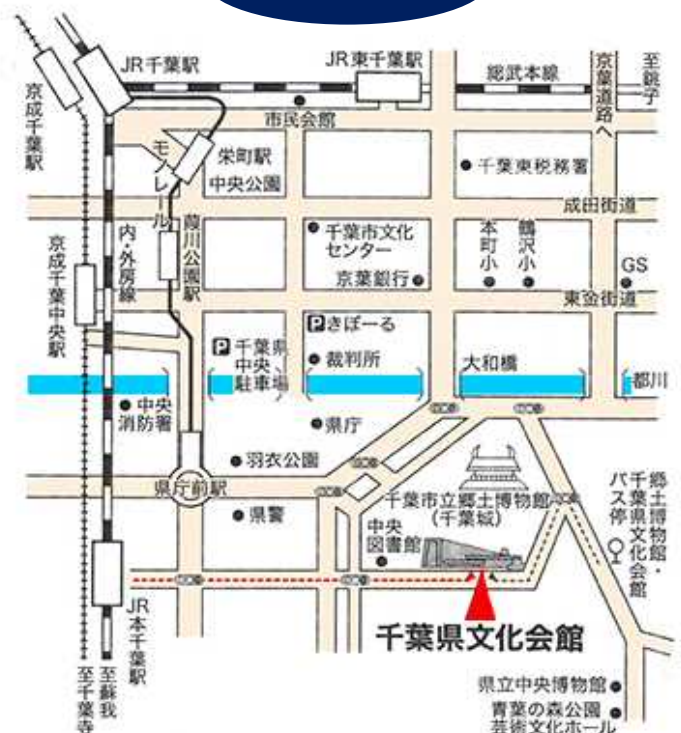 JR千葉駅
JR東千葉駅
総武本線
至銚子
京葉道路へ
京成千葉駅
市民会館
モノレール
栄町駅
中央公園
千葉東税務署
成田街道
葭川公園駅
内・外房線
京成千葉中央駅
千葉市文化
センター
京葉銀行
本町小
鶴沢小
GS
東金街道
P 千葉県
中央
駐車場
Pきぼーる
裁判所
大和橋
都川
中央
消防署
県庁
羽衣公園
県庁前駅
県警
千葉市立郷土博物館
(千葉城)
中央
図書館
郷土博物館・
千葉県文化会館
バス停
JR本千葉駅
千葉県文化会館
至蘇我
至千葉寺
県立中央博物館
青葉の森公園
芸術文化ホール